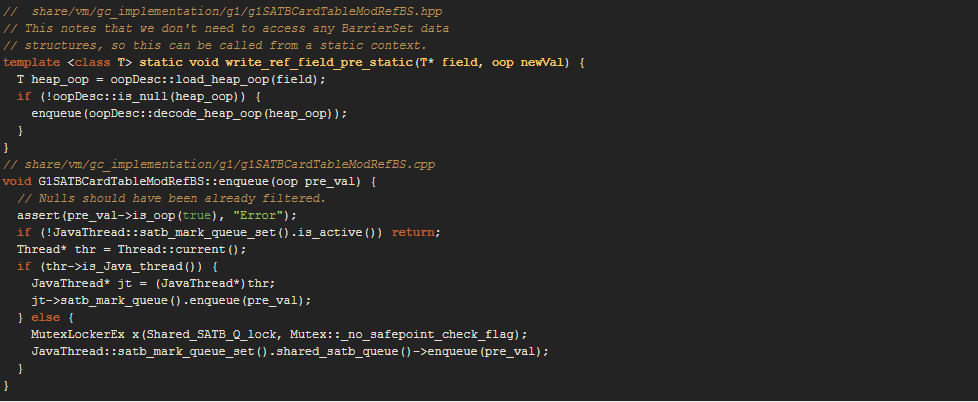 //  share/vm/gc_implementation/g1/g1SATBCardTableModRefBS.hpp
// This notes that we don't need to access any BarrierSet data
// structures, so this can be called from a static context.
template <class T> static void write_ref_field_pre_static(T* field, oop newVal) {
  T heap_oop = oopDesc::load_heap_oop(field);
  if (!oopDesc::is_null(heap_oop)) {
    enqueue(oopDesc::decode_heap_oop(heap_oop));
  }
}
// share/vm/gc_implementation/g1/g1SATBCardTableModRefBS.cpp
void G1SATBCardTableModRefBS::enqueue(oop pre_val) {
  // Nulls should have been already filtered.
  assert(pre_val->is_oop(true), "Error");
  if (!JavaThread::satb_mark_queue_set().is_active()) return;
  Thread* thr = Thread::current();
  if (thr->is_Java_thread()) {
    JavaThread* jt = (JavaThread*)thr;
    jt->satb_mark_queue().enqueue(pre_val);
  } else {
    MutexLockerEx x(Shared_SATB_Q_lock, Mutex::_no_safepoint_check_flag);
    JavaThread::satb_mark_queue_set().shared_satb_queue()->enqueue(pre_val);
  }
}